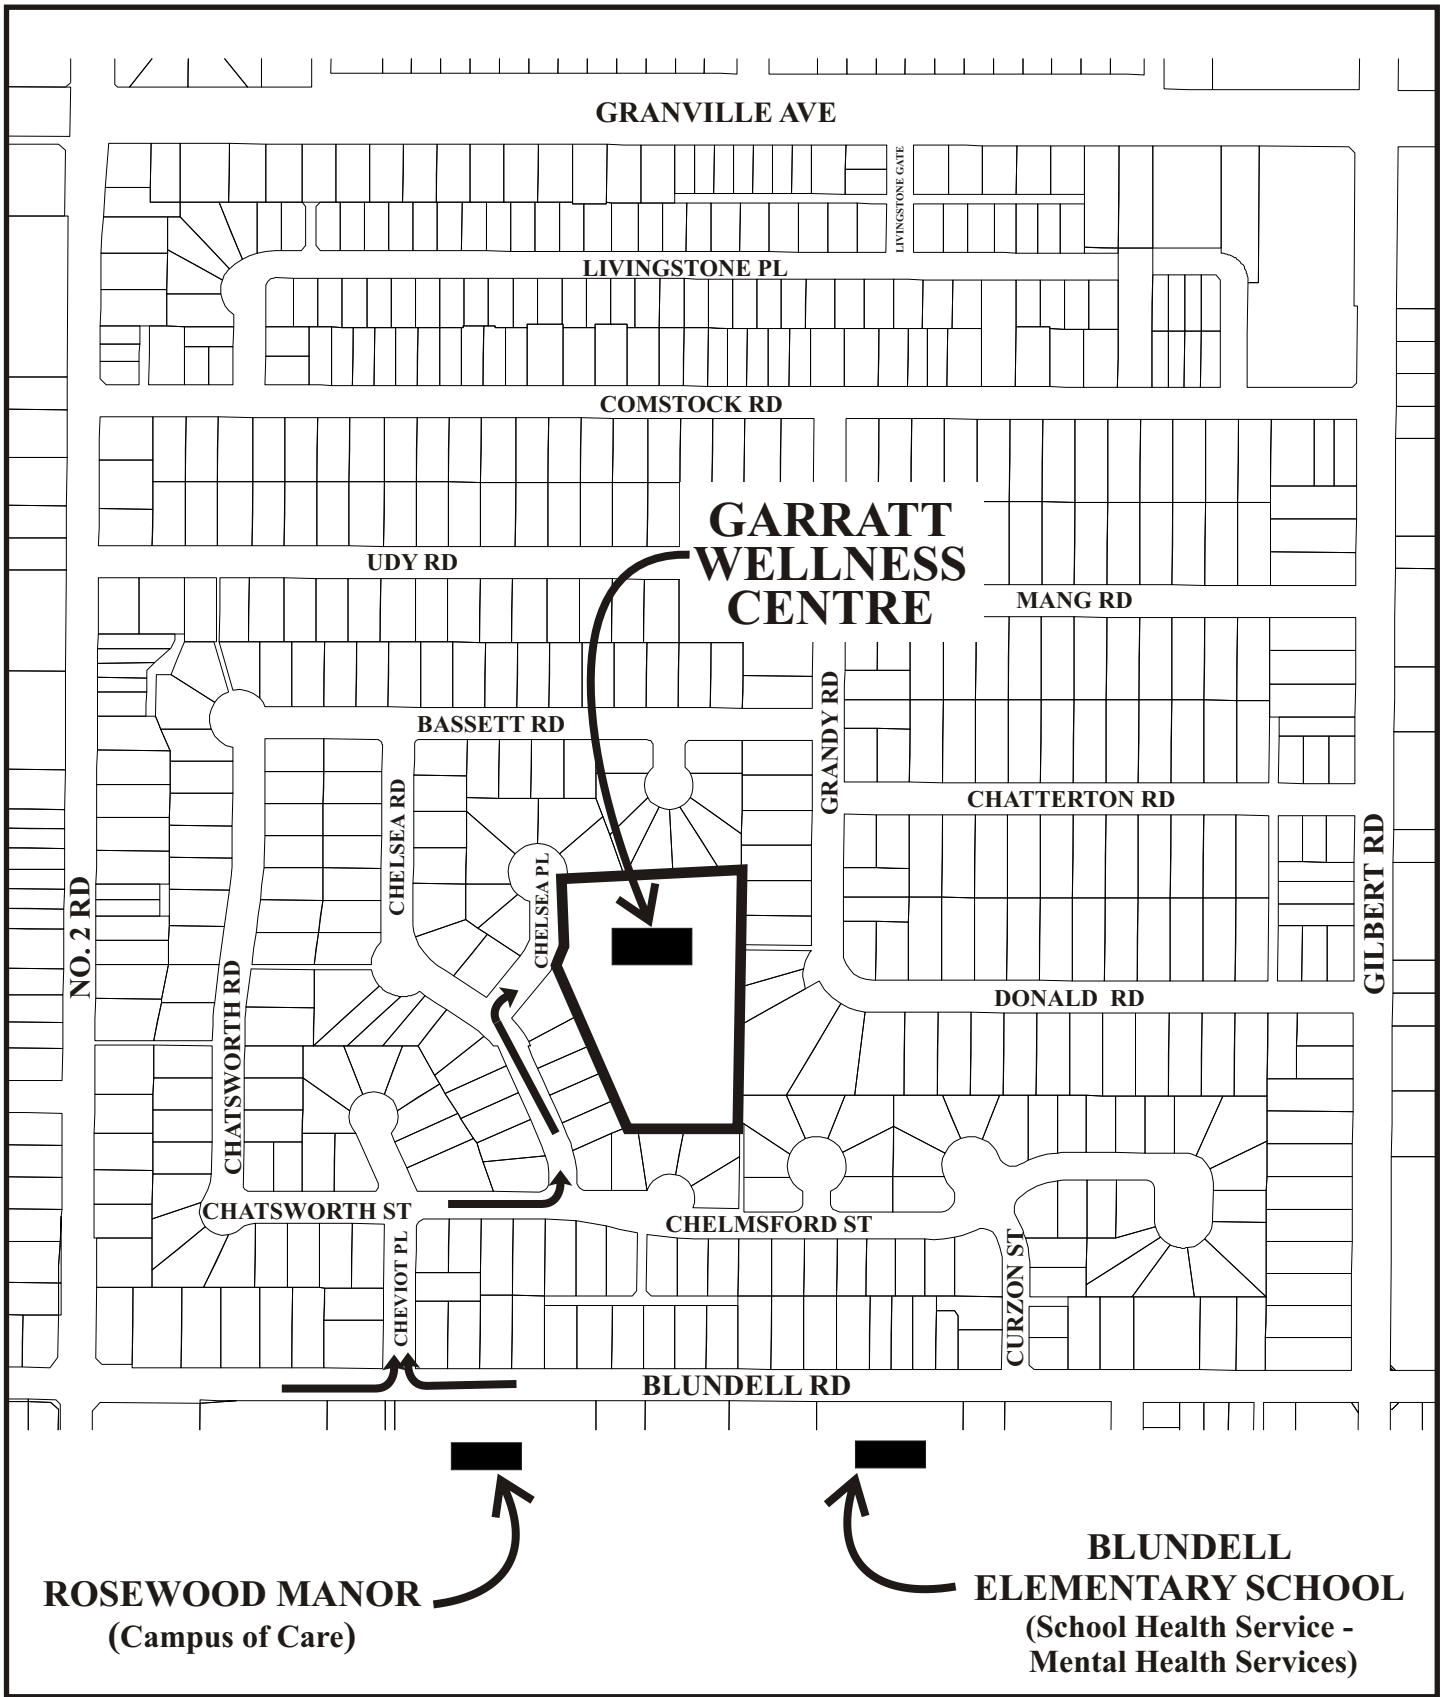 GRANVILLE AVE
LIVINGSTONE GATE
LIVINGSTONE PL
COMSTOCK RD
GARRATT
WELLNESS
CENTRE
UDY RD
MANG RD
BASSETT RD
GRANDY RD
CHELSEA RD
CHATTERTON RD
CHELSEA PL
NO. 2 RD
GILBERT RD
CHATSWORTH RD
DONALD RD
CHATSWORTH ST
CHELMSFORD ST
CHEVIOT PL
CURZON ST
BLUNDELL RD
ROSEWOOD MANOR
(Campus of Care)
BLUNDELL
ELEMENTARY SCHOOL
(School Health Service -
Mental Health Services)